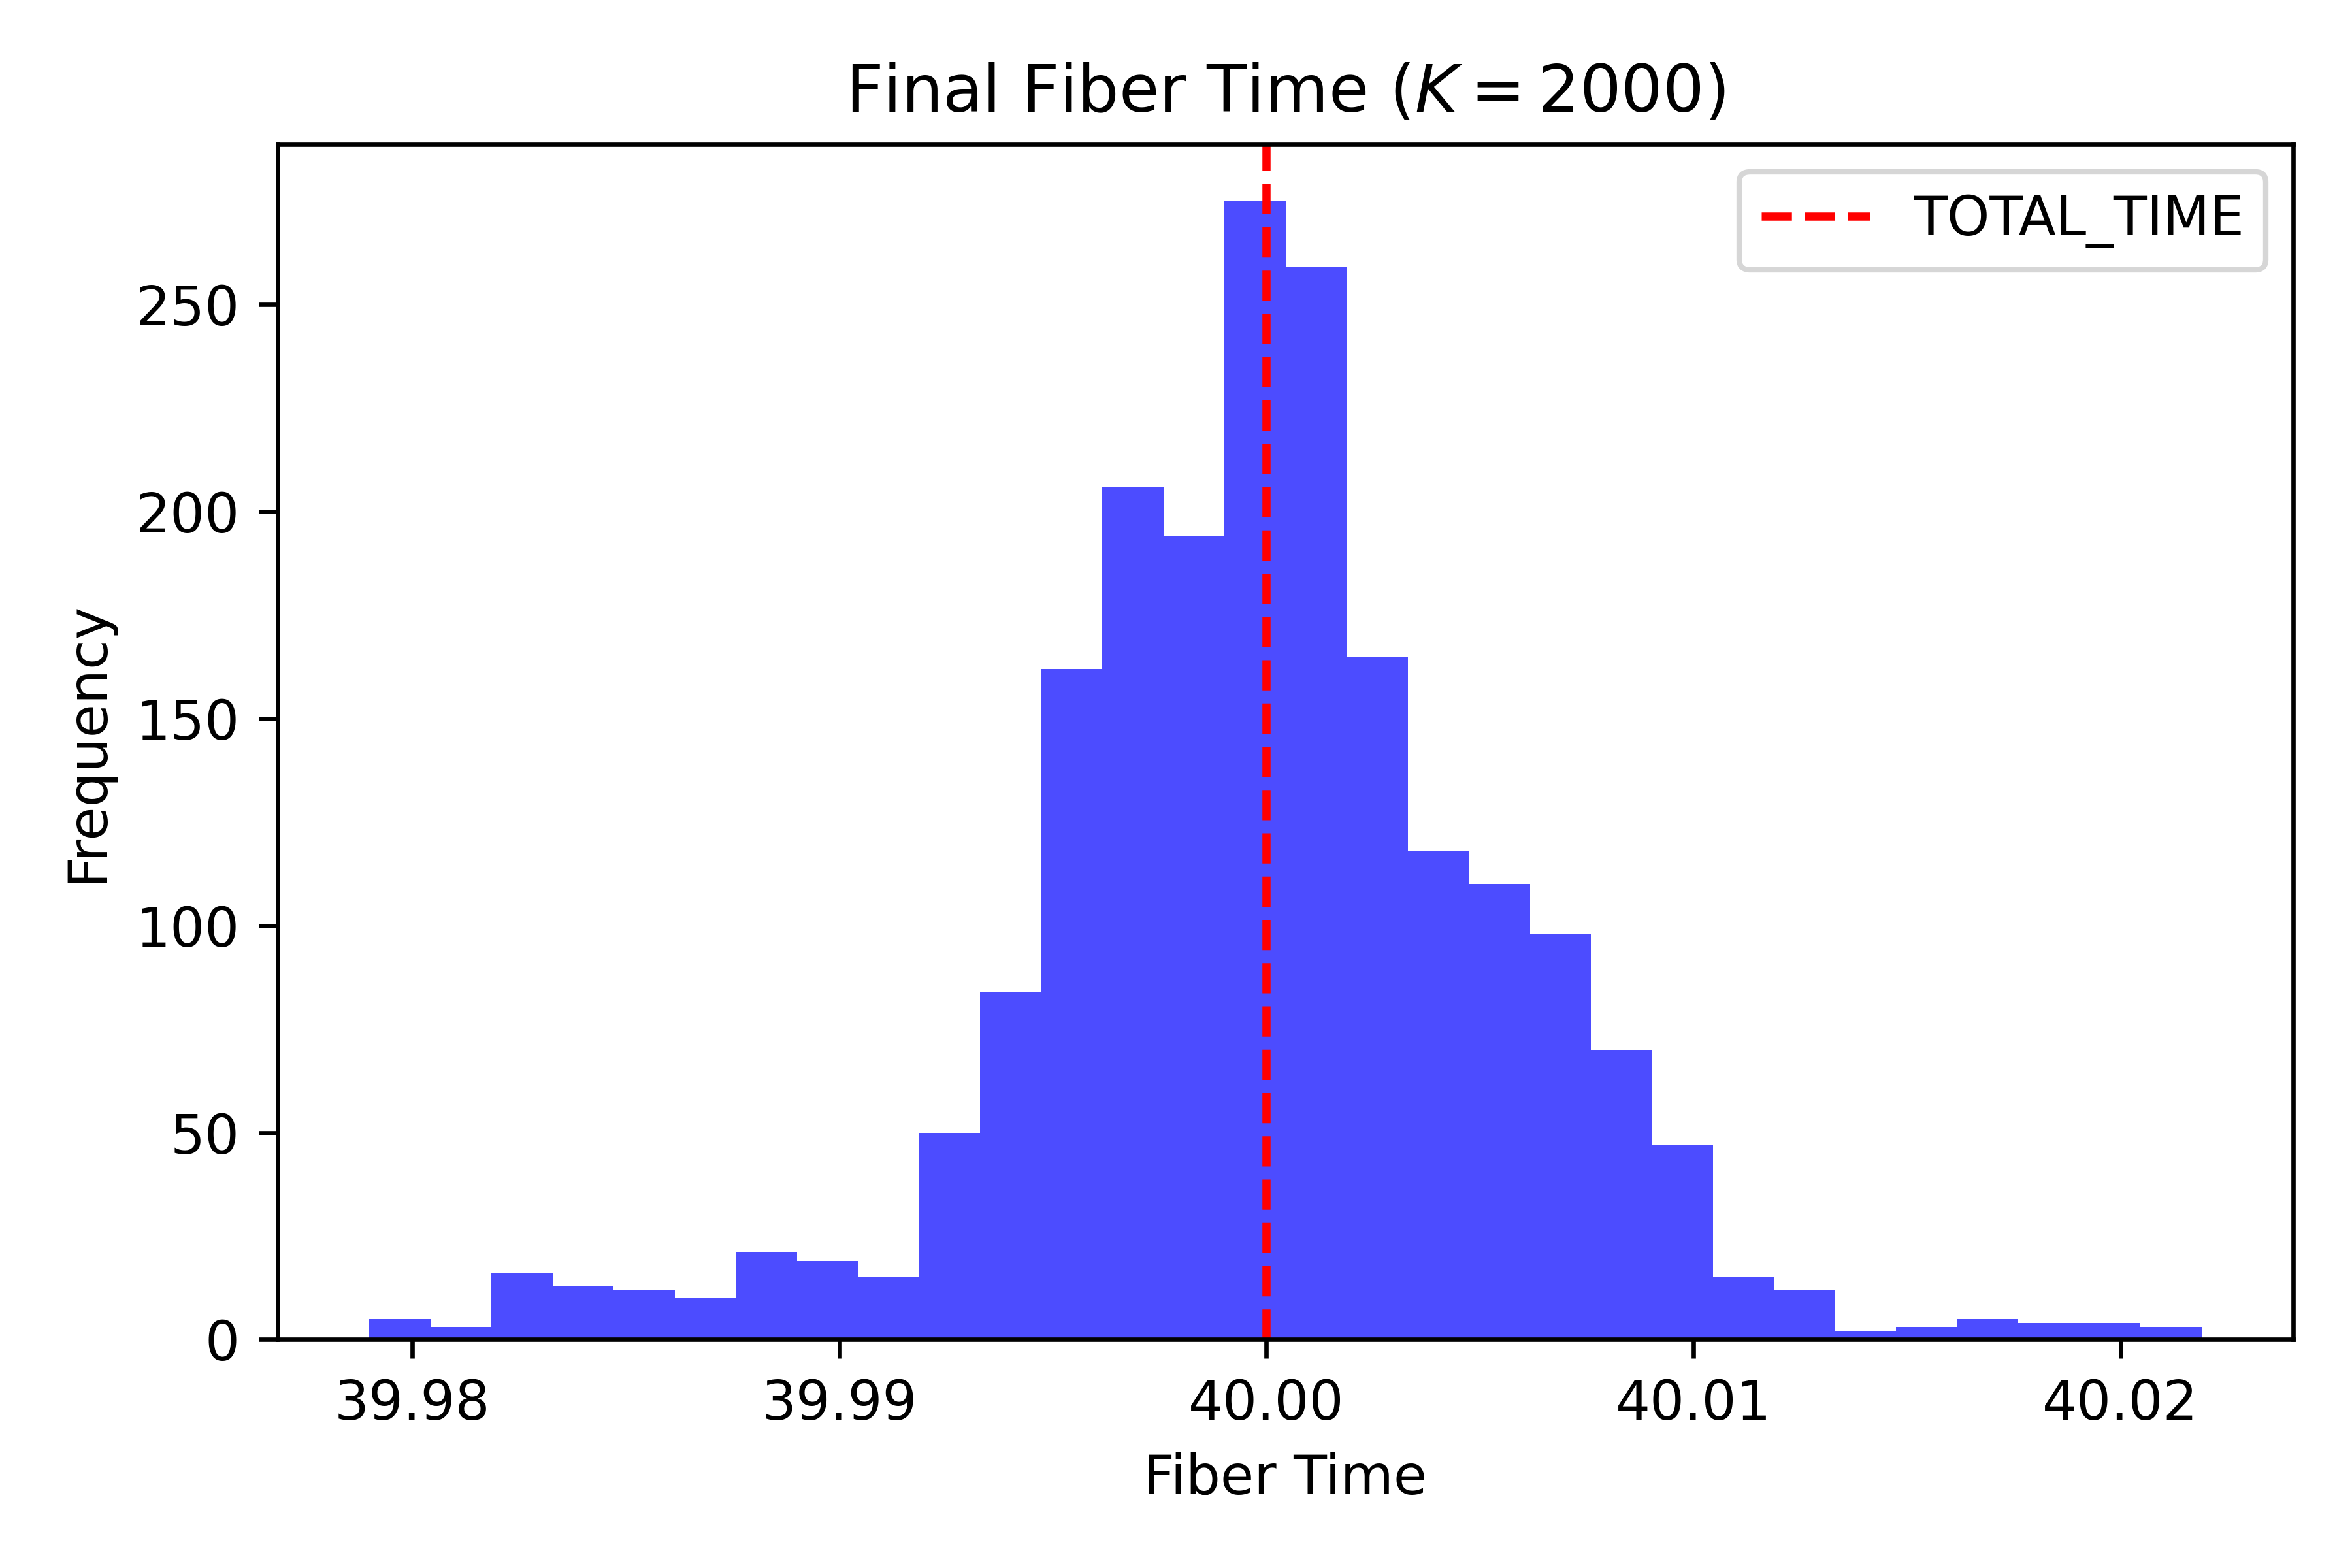 Final Fiber Time (K = 2000)
TOTAL_TIME
250
200
150
100
50
0
Frequency
39.98 39.99 40.00 40.01 40.02
Fiber Time